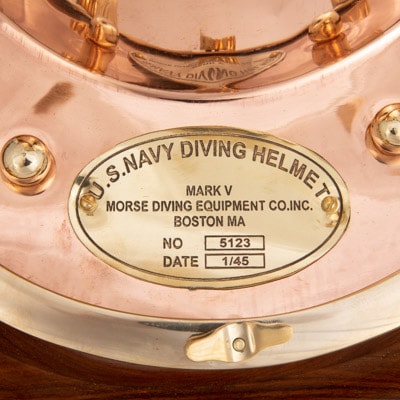 U.S.NAVY DIVING HELMET
MARK V
MORSE DIVING EQUIPMENT CO.INC.
BOSTON MA
NO 5123
DATE 1/45